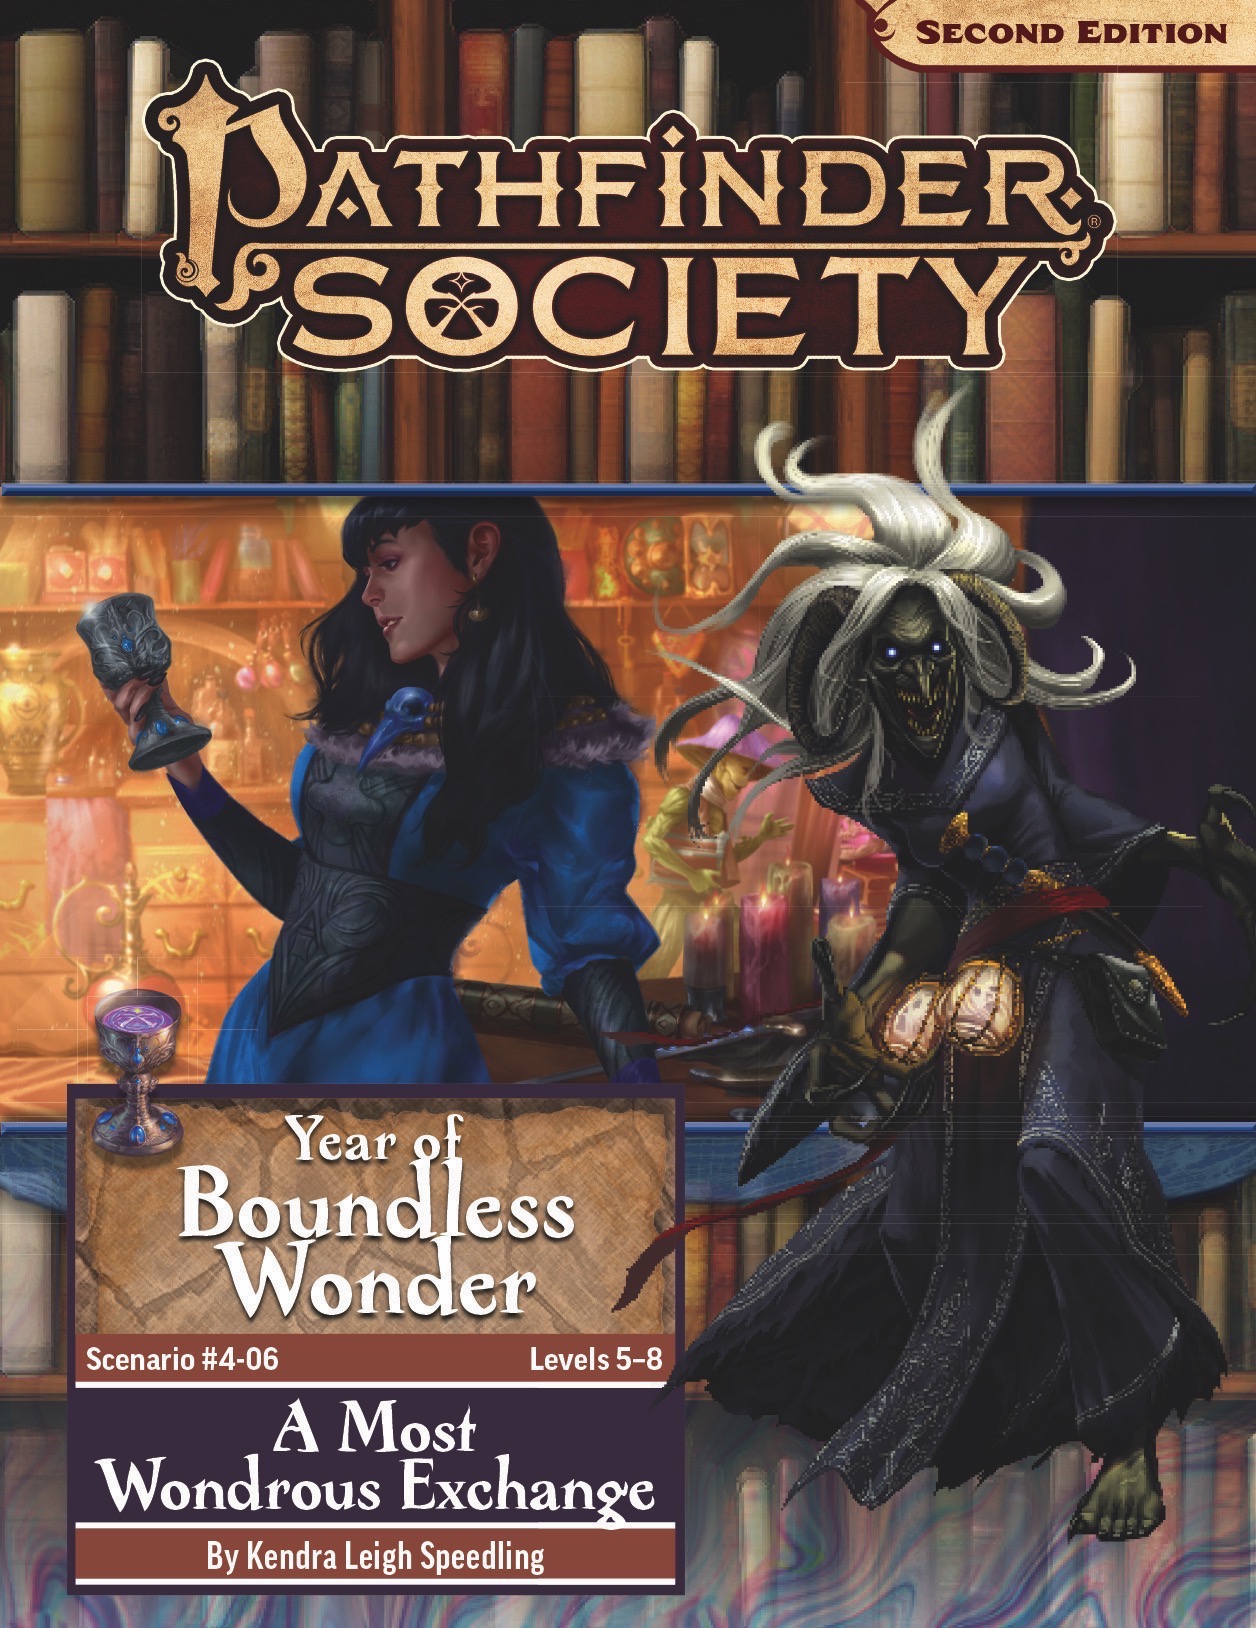 Second Edition
Pathfinder
Society
®
Year of
Boundless
Wonder
Scenario #4-06 Levels 5–8
A Most
Wondrous Exchange
By Kendra Leigh Speedling